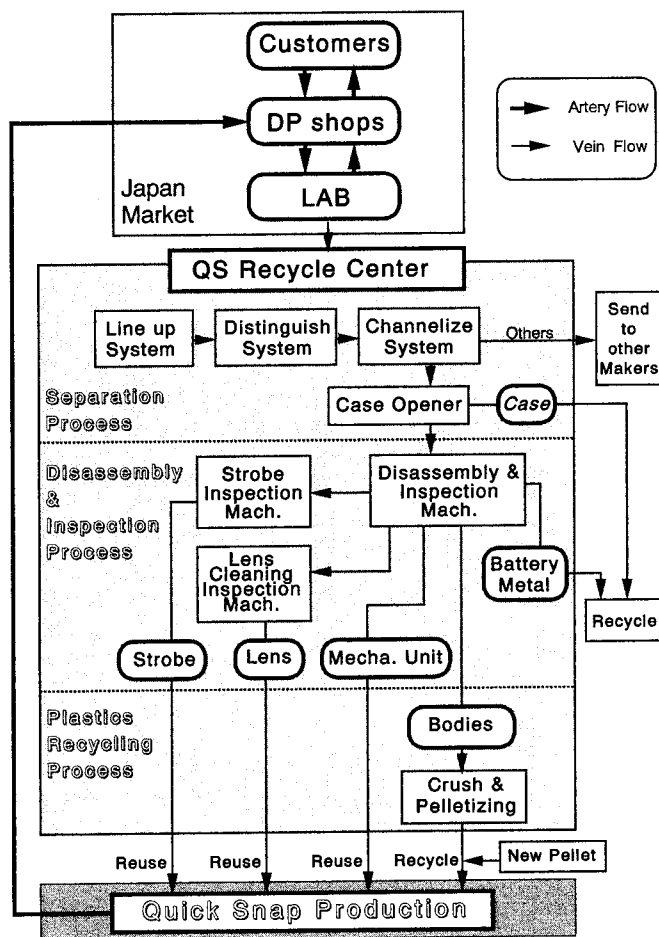 Customers
DP shops
LAB
Japan
Market
Artery Flow
Vein Flow
QS Recycle Center
Line up
System
Distinguish
System
Channelize
System
Others
Send
to
other
Makers
Separation
Process
Case Opener
Case
Disassembly
&
Inspection
Process
Strobe
Inspection
Mach.
Disassembly &
Inspection
Mach.
Lens
Cleaning
Inspection
Mach.
Battery
Metal
Recycle
Strobe
Lens
Mecha. Unit
Plastics
Recycling
Process
Bodies
Crush &
Pelletizing
Reuse
Reuse
Reuse
Recycle
New Pellet
Quick Snap Production